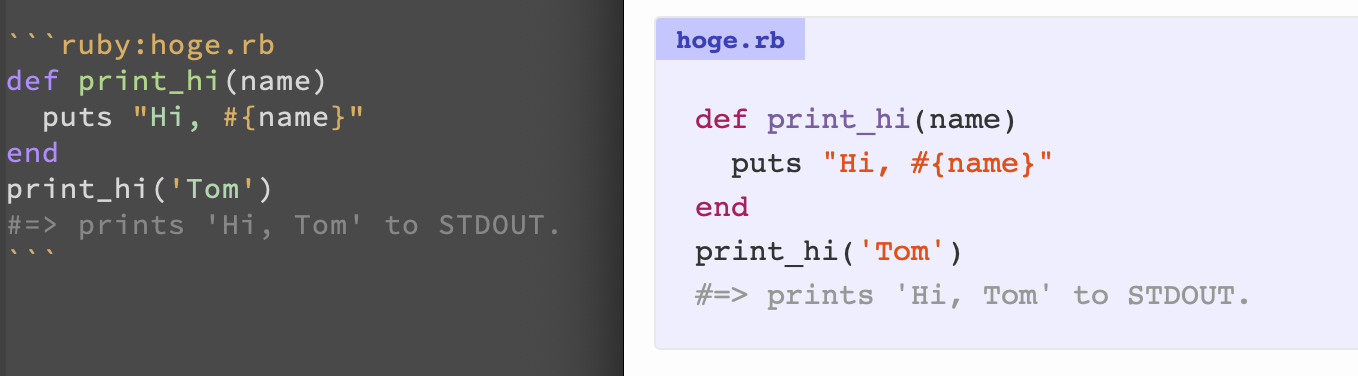 ```ruby:hoge.rb
def print_hi(name)
  puts "Hi, #{name}"
end
print_hi('Tom')
#=> prints 'Hi, Tom' to STDOUT.
```
hoge.rb
def print_hi(name)
  puts "Hi, #{name}"
end
print_hi('Tom')
#=> prints 'Hi, Tom' to STDOUT.